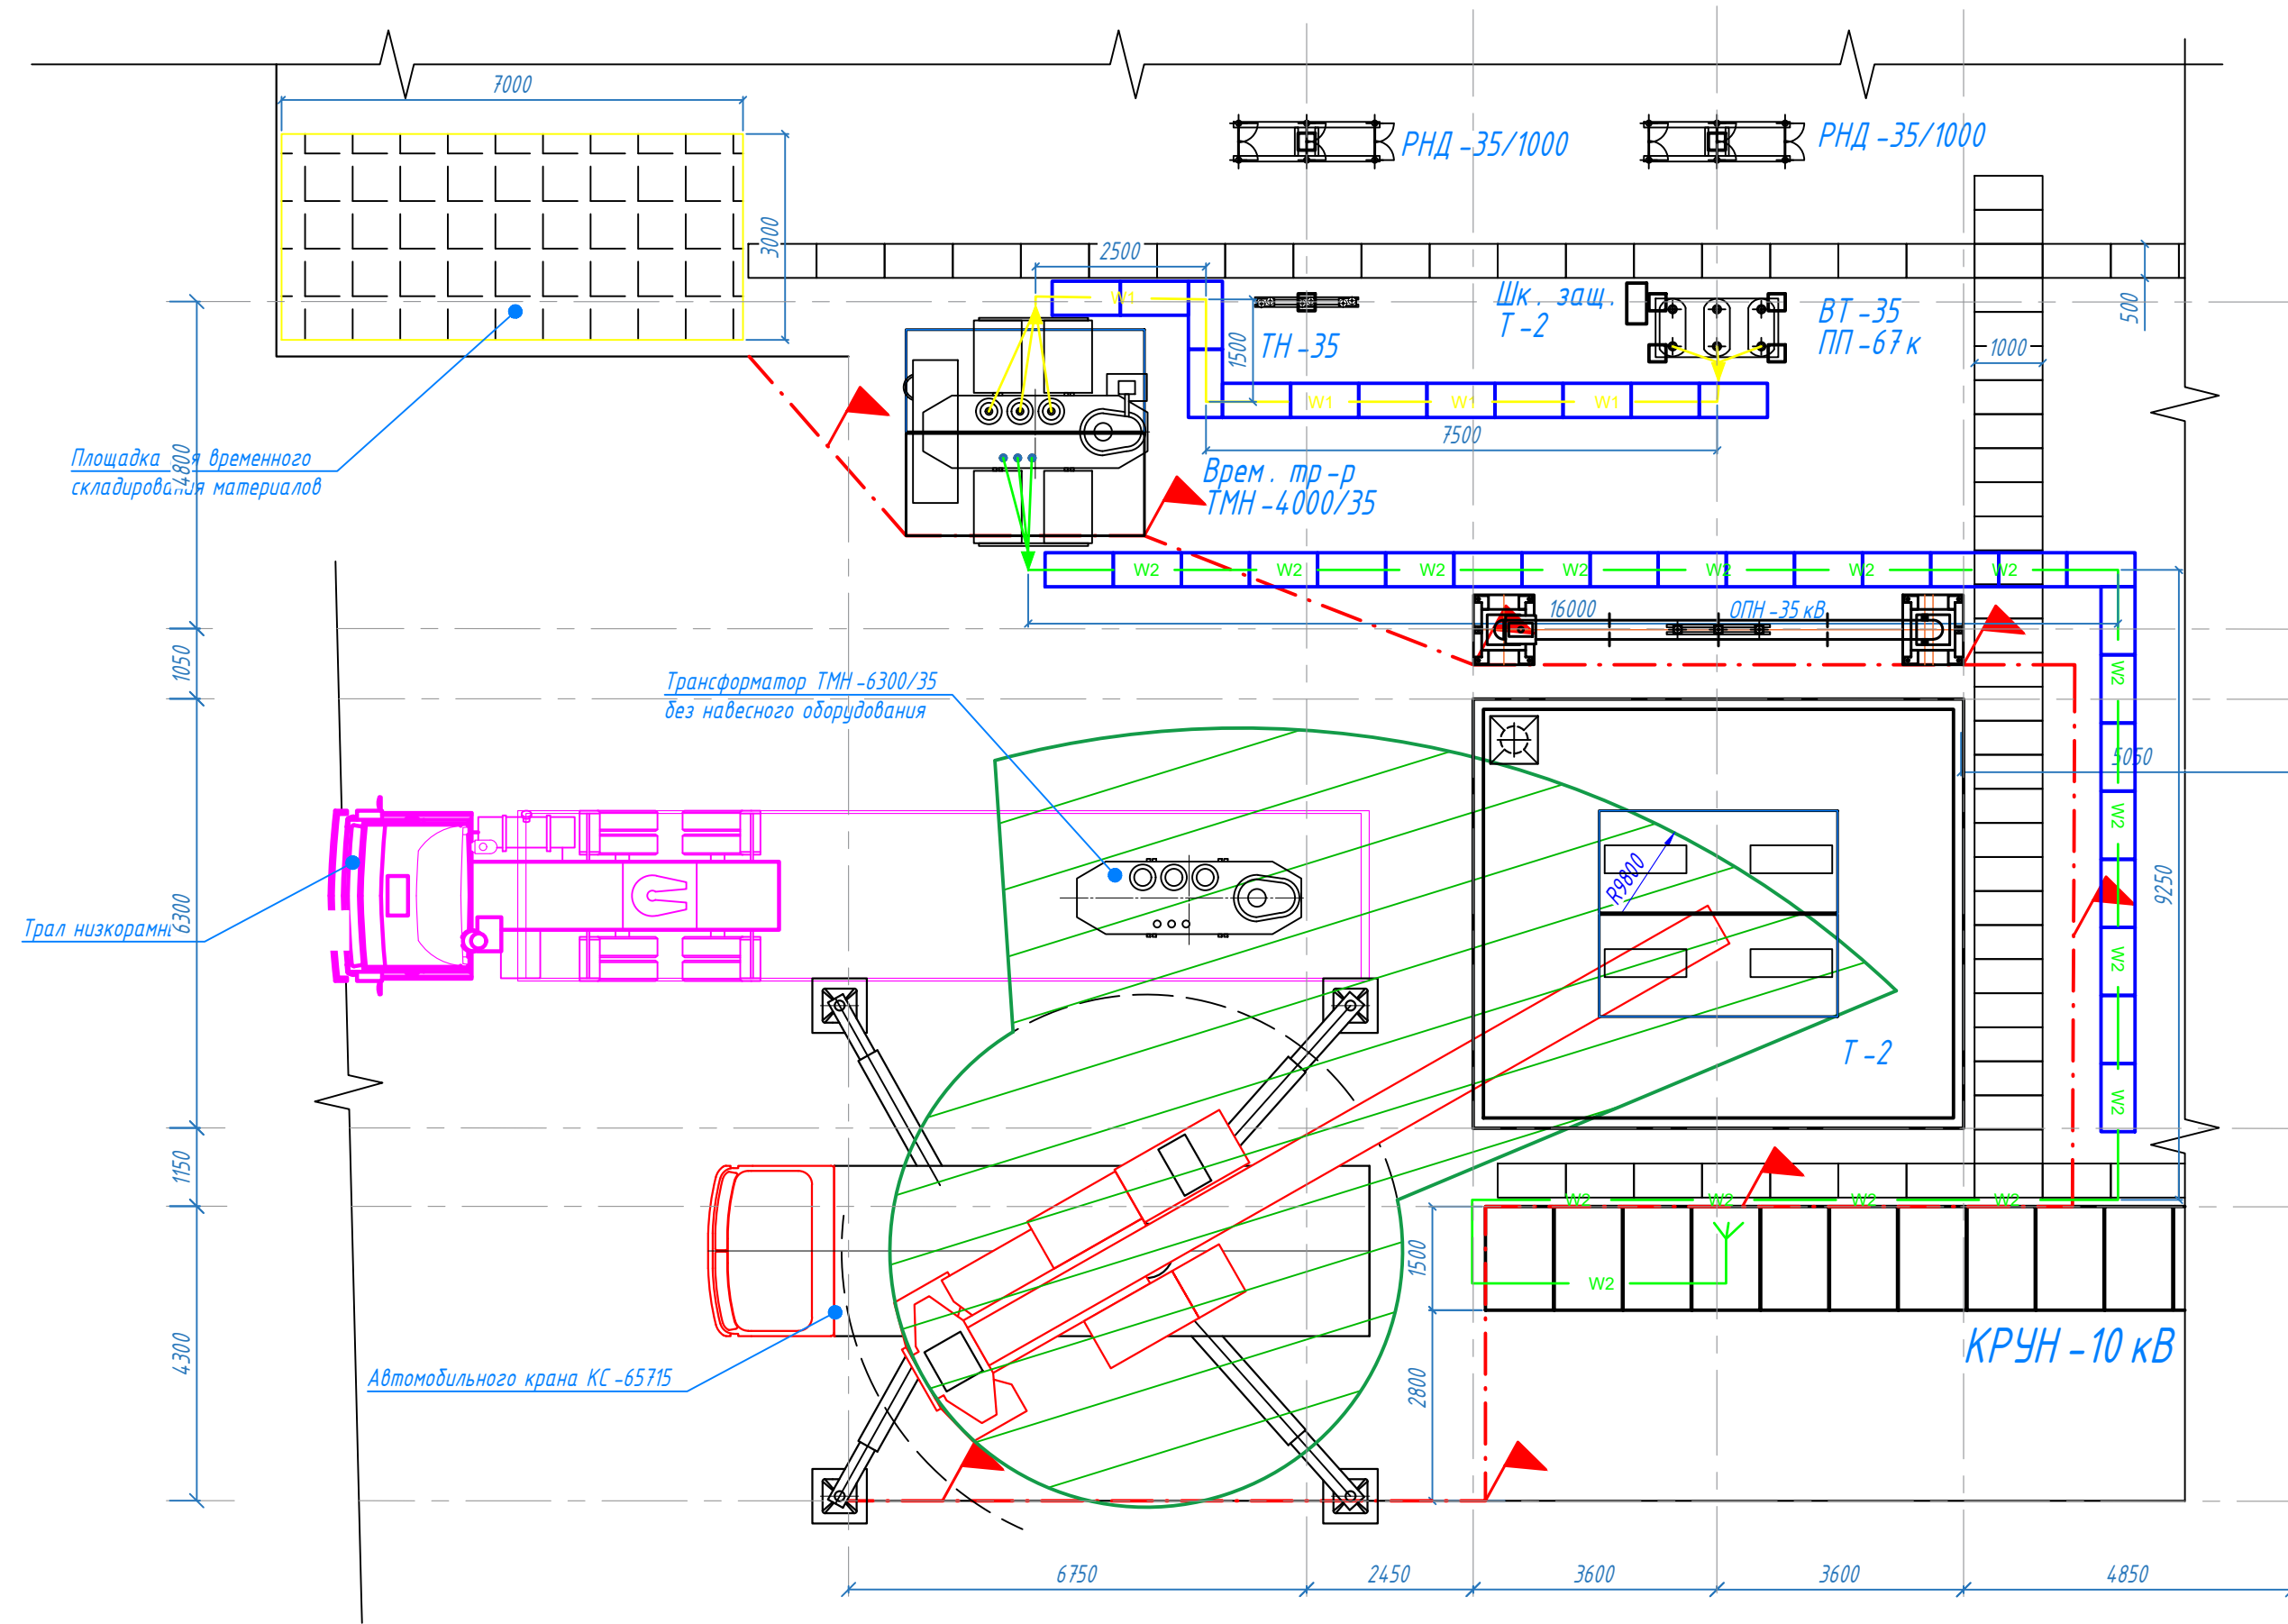 7000
РНД-35/1000
РНД-35/1000
3000
2500
W1
Шк. защ.
Т-2
ВТ-35
ПП-67к
500
1500
ТН-35
1000
W1 W1 W1
7500
Площадка временного
складирования материалов
4800
Врем. тр-р
ТМН-4000/35
W2 W2 W2 W2 W2 W2 W2
16000
ОПН-35 кВ
1050
Трансформатор ТМН-6300/35
без навесного оборудования
W2
5050
W2
R9800
9250
6300
Трал
W2
Т-2
W2
1150
W2 W2 W2 W2
1500
W2
КРУН-10 кВ
4300
Автомобильного крана КС-65715
2800
6750
2450
3600
3600
4850